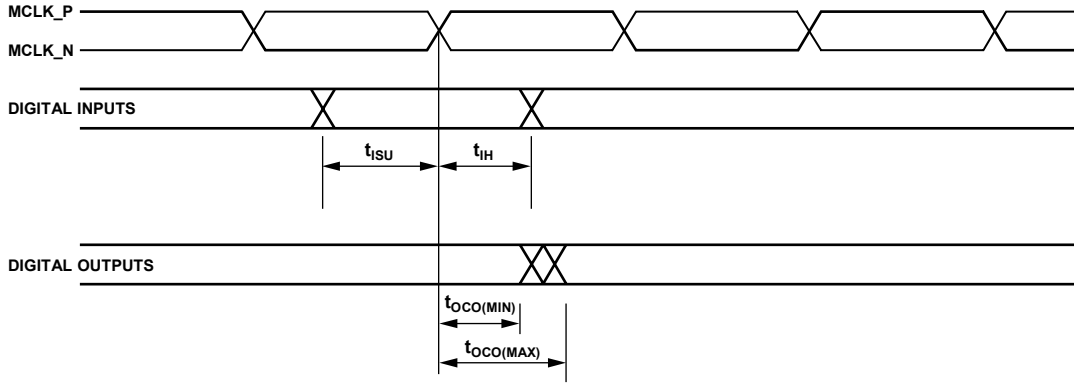 MCLK_P
MCLK_N
DIGITAL INPUTS
tISU
tIH
DIGITAL OUTPUTS
tOCO(MIN)
tOCO(MAX)